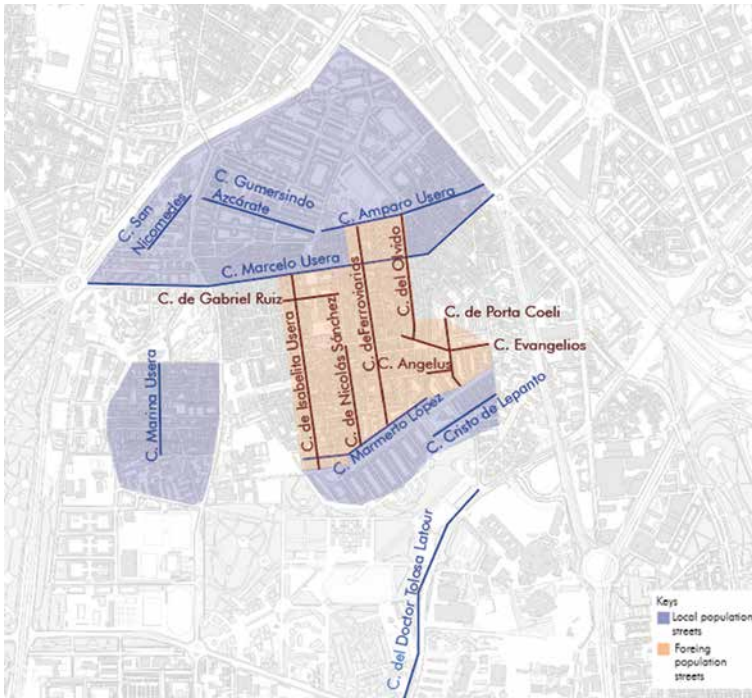 C. San
Nicomedes
C. Gumersindo
Azcárate
C. Amparo Usera
C. Marcelo Usera
C. de Gabriel Ruiz
C. del Olvido
C. deFerroviarios
C. de Nicolás Sánchez
C. de Isabelita Usera
C. de Porta Coeli
C. Evangelios
C. Angelus
C. Marina Usera
C. Marmerto López
C. Cristo de Lepanto
C. del Doctor Tolosa Latour
Keys
Local population
streets
Foreing
population
streets